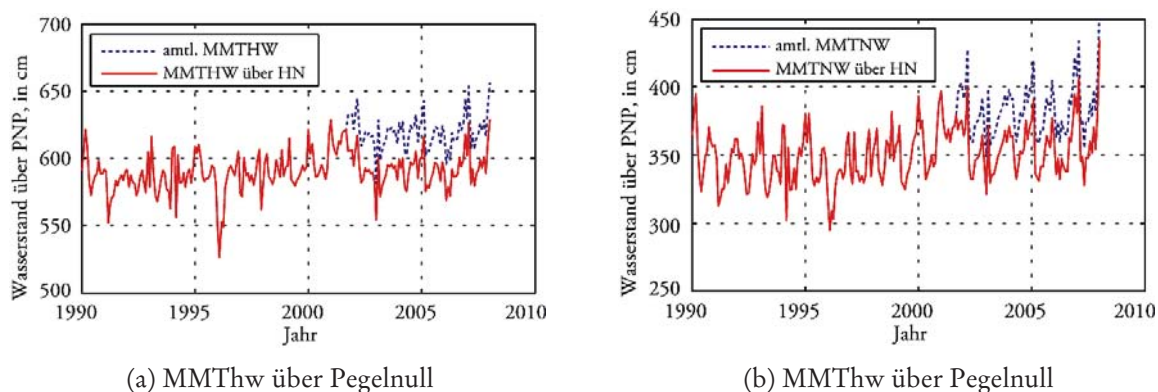 700
650
600
550
500
Wasserstand über PNP, in cm
amtl. MMTHW
MMTHW über HN
1990
1995
2000
2005
2010
Jahr
(a) MMThw über Pegelnull
450
400
350
300
250
Wasserstand über PNP, in cm
amtl. MMTNW
MMTNW über HN
1990
1995
2000
2005
2010
Jahr
(b) MMThw über Pegelnull